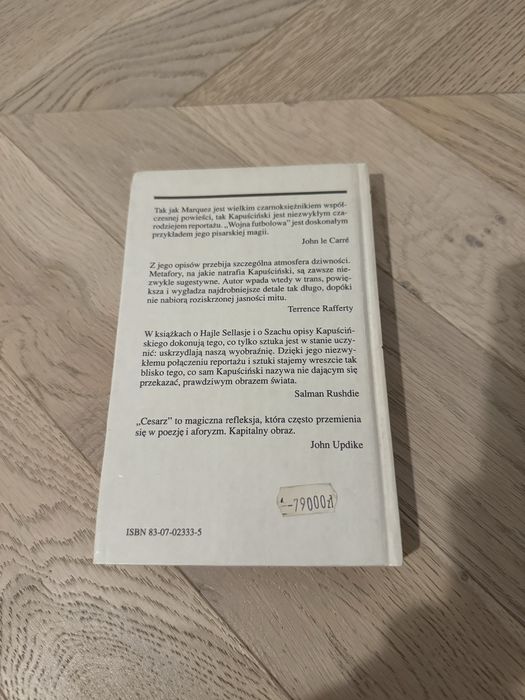 Tak jak Marquez jest wielkim czarnoksiężnikiem współ-
czesnej powieści, tak Kapuściński jest niezwykłym cza-
rodziejem reportażu. „Wojna futbolowa" jest doskonałym
przykładem jego pisarskiej magii.
John le Carré
Z jego opisów przebija szczególna atmosfera dziwności.
Metafory, na jakie natrafia Kapuściński, są zawsze nie-
zwykle sugestywne. Autor wpada wtedy w trans, powię-
ksza i wygładza najdrobniejsze detale tak długo, dopóki
nie nabiorą roziskrzonej jasności mitu.
Terrence Rafferty
W książkach o Hajle Sellasje i o Szachu opisy Kapuściń-
skiego dokonują tego, co tylko sztuka jest w stanie uczy-
nić: uskrzydlają naszą wyobraźnię. Dzięki jego niezwy-
kłemu połączeniu reportażu i sztuki stajemy wreszcie tak
blisko tego, co sam Kapuściński nazywa nie dającym się
przekazać, prawdziwym obrazem świata.
Salman Rushdie
„Cesarz" to magiczna refleksja, która często przemienia
się w poezję i aforyzm. Kapitalny obraz.
John Updike
79000zł
ISBN 83-07-02333-5